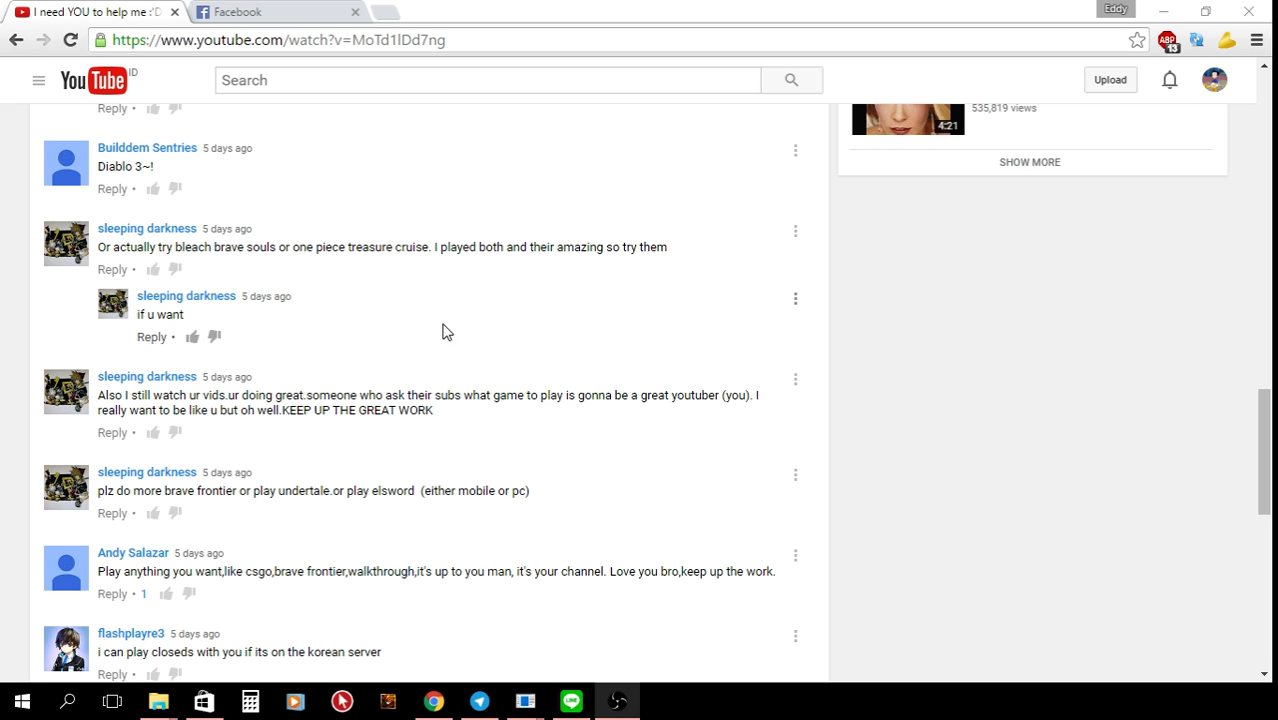 I need YOU to help me :'D
Facebook
Eddy
https://www.youtube.com/watch?v=MoTd1lDd7ng
ABP
13
YouTube ID
Search
Upload
Reply •
535,819 views
4:21
SHOW MORE
Builddem Sentries 5 days ago
Diablo 3~!
Reply •
sleeping darkness 5 days ago
Or actually try bleach brave souls or one piece treasure cruise. I played both and their amazing so try them
Reply •
sleeping darkness 5 days ago
if u want
Reply •
sleeping darkness 5 days ago
Also I still watch ur vids.ur doing great.someone who ask their subs what game to play is gonna be a great youtuber (you). I
really want to be like u but oh well.KEEP UP THE GREAT WORK
Reply •
sleeping darkness 5 days ago
plz do more brave frontier or play undertale.or play elsword (either mobile or pc)
Reply •
Andy Salazar 5 days ago
Play anything you want,like csgo,brave frontier,walkthrough,it's up to you man, it's your channel. Love you bro,keep up the work.
Reply • 1
flashplayre3 5 days ago
i can play closeds with you if its on the korean server
Reply •
LINE